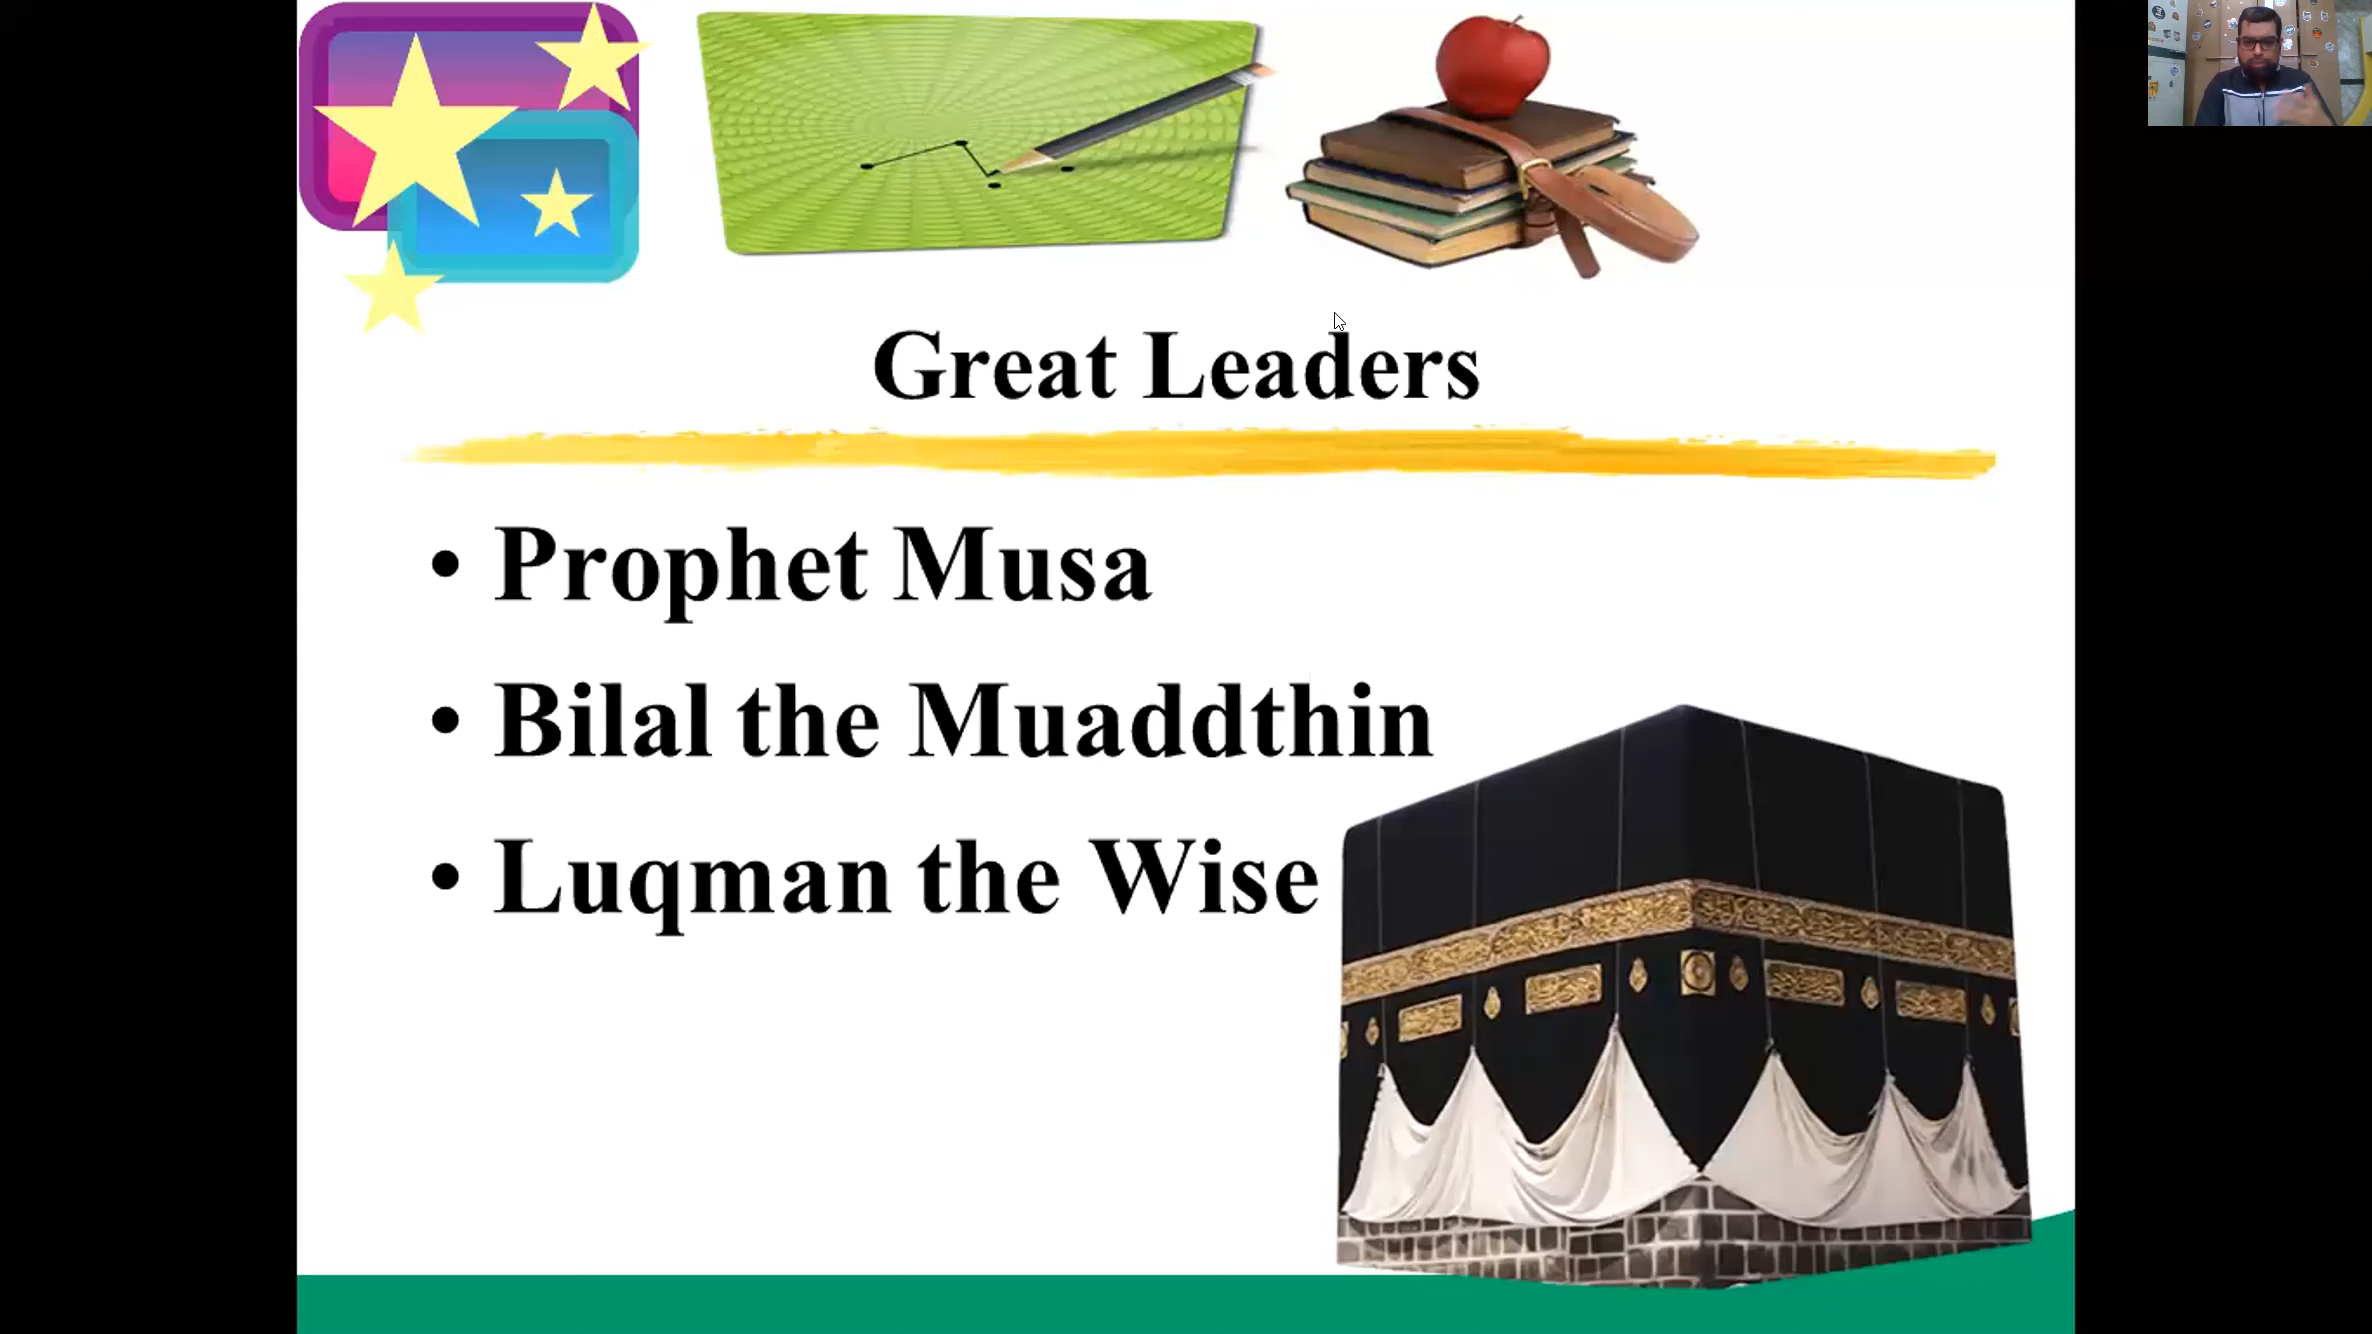 Great Leaders
• Prophet Musa
• Bilal the Muaddthin
• Luqman the Wise